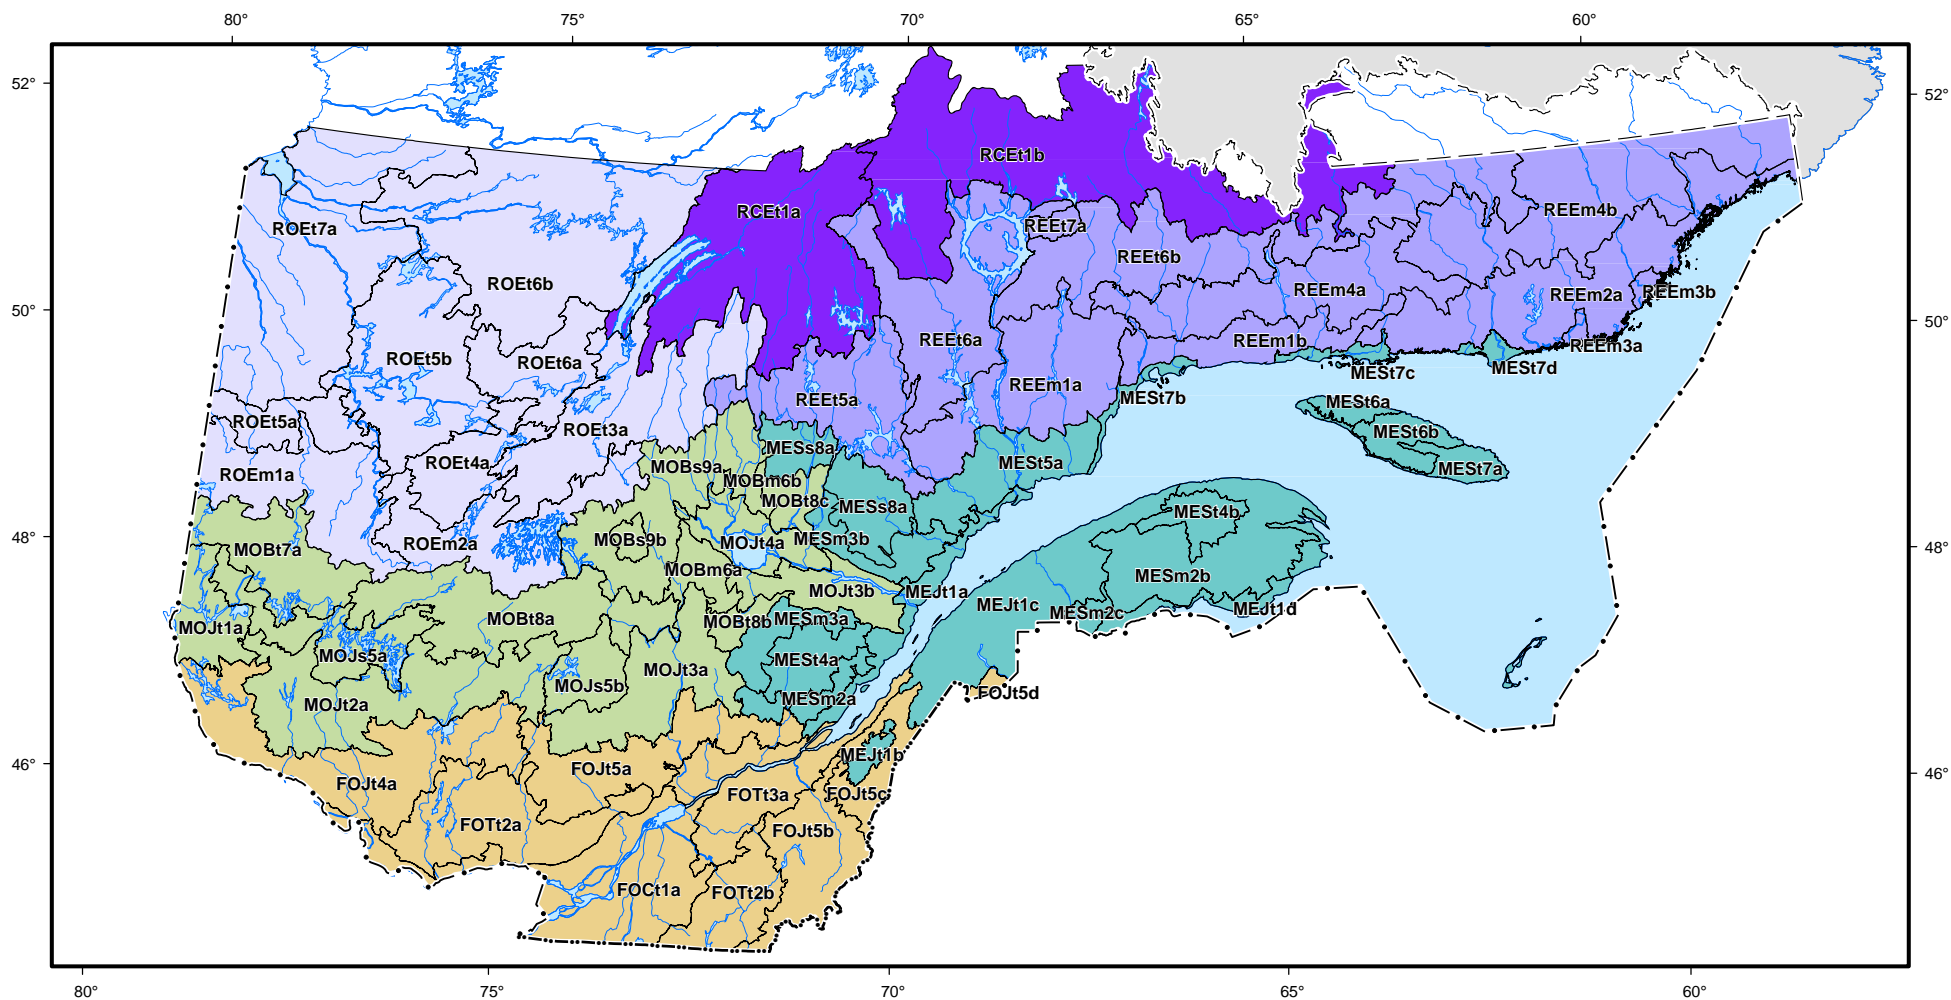 80° 75° 70° 65° 60°
52° 52°
RCEt1b
RCEt1a
REEm4b
REEt7a
ROEt7a
REEt6b
ROEt6b
REEm4a
REEm2a
REEm3b
50° 50°
REEt6a
REEm1b
REEm3a
ROEt5b
ROEt6a
MESt7c
MESt7d
REEm1a
REEt5a
MESt7b
MESt6a
ROEt5a
ROEt3a
MESt6b
MESs8a
ROEt4a
MOBs9a
MESt5a
MESt7a
ROEm1a
MOBm6b
MOBt8c
MESs8a
MESt4b
48° 48°
MOBt7a
ROEm2a
MOBs9b
MOJt4a
MESm3b
MOBm6a
MESm2b
MOJt3b
MEJt1a
MEJt1c
MESm2c
MEJt1d
MOJt1a
MOBt8a
MOBt8b
MESm3a
MOJs5a
MOJt3a
MESt4a
MOJs5b
MESm2a
FOJt5d
MOJt2a
46° 46°
MEJt1b
FOJt4a
FOJt5a
FOTt3a
FOJt5c
FOTt2a
FOJt5b
FOCt1a
FOTt2b
80° 75° 70° 65° 60°